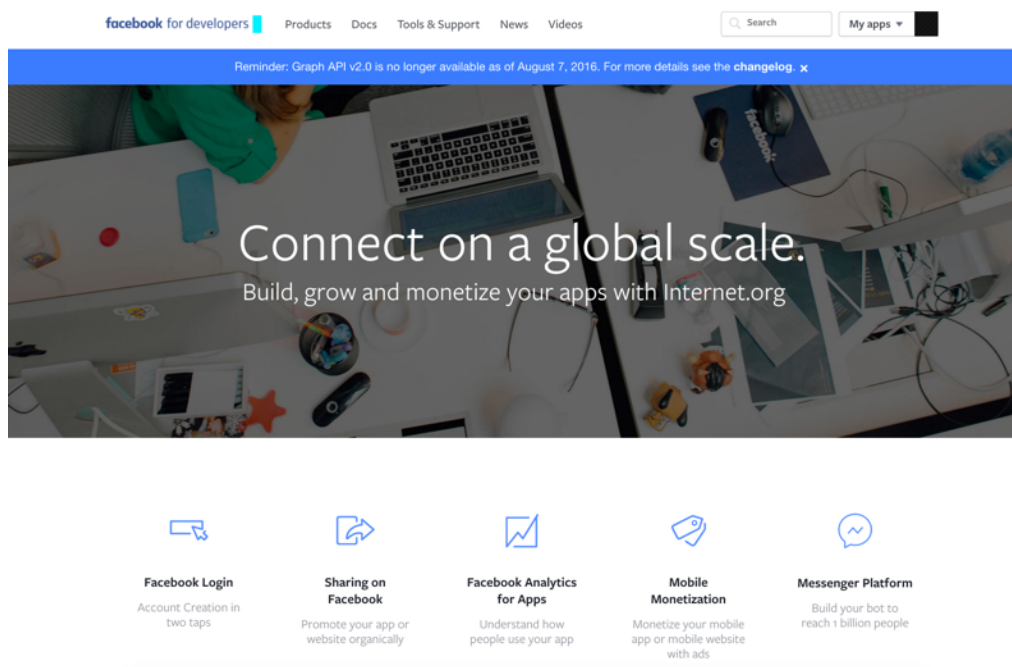 facebook for developers Products Docs Tools & Support News Videos Search My apps
Reminder: Graph API v2.0 is no longer available as of August 7, 2016. For more details see the changelog. ×
facebook
Connect on a global scale.
Build, grow and monetize your apps with Internet.org
Facebook Login
Account Creation in
two taps
Sharing on
Facebook
Promote your app or
website organically
Facebook Analytics
for Apps
Understand how
people use your app
Mobile
Monetization
Monetize your mobile
app or mobile website
with ads
Messenger Platform
Build your bot to
reach 1 billion people